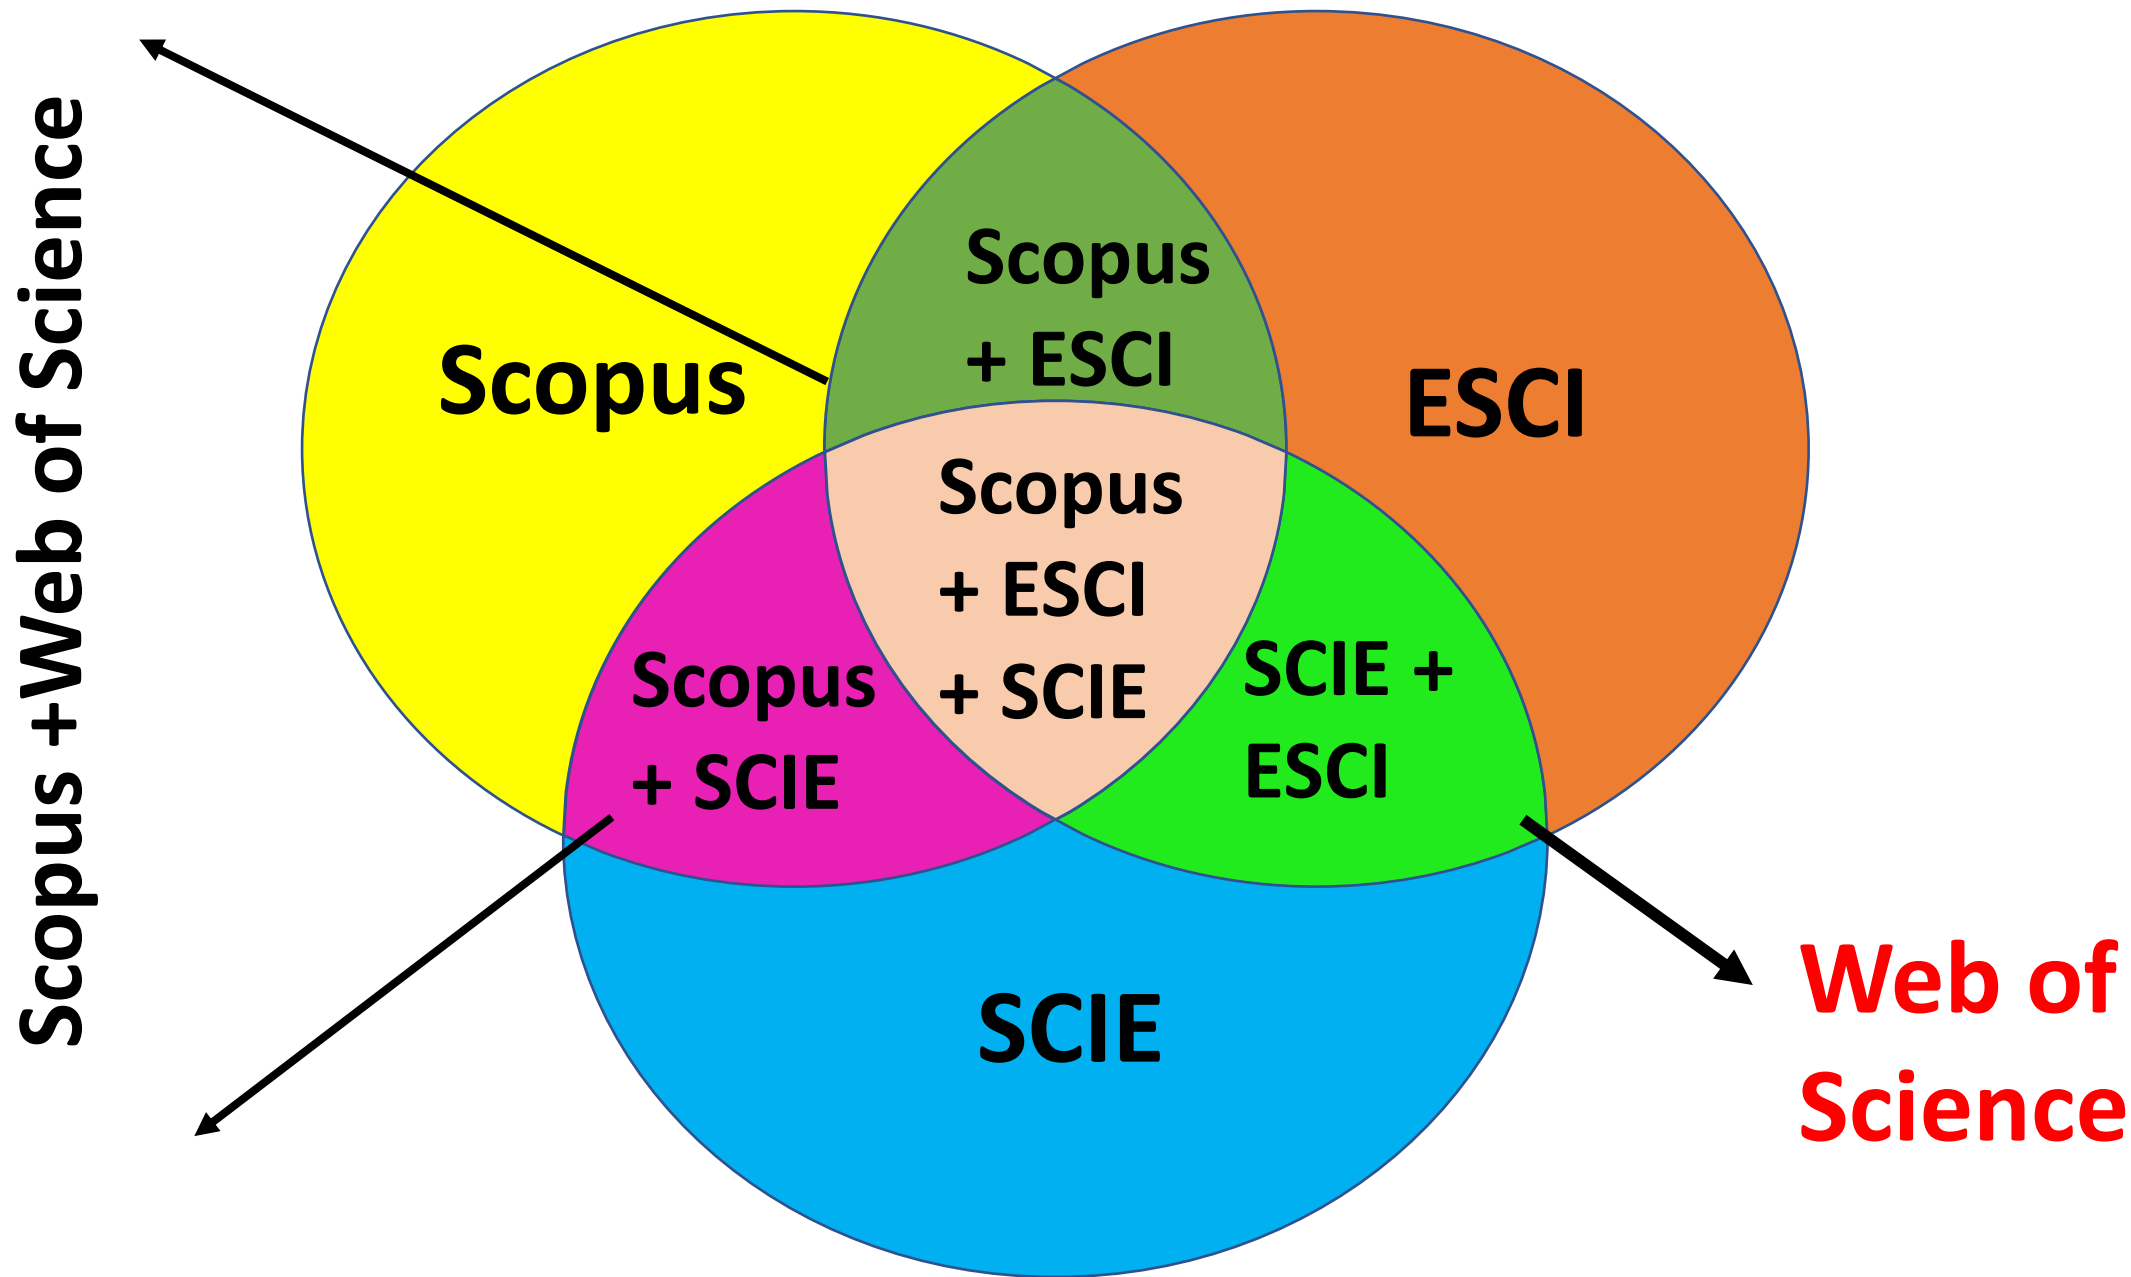 Scopus +Web of Science
Scopus
+ ESCI
Scopus
ESCI
Scopus
+ ESCI
+ SCIE
Scopus
+ SCIE
SCIE +
ESCI
SCIE
Web of
Science